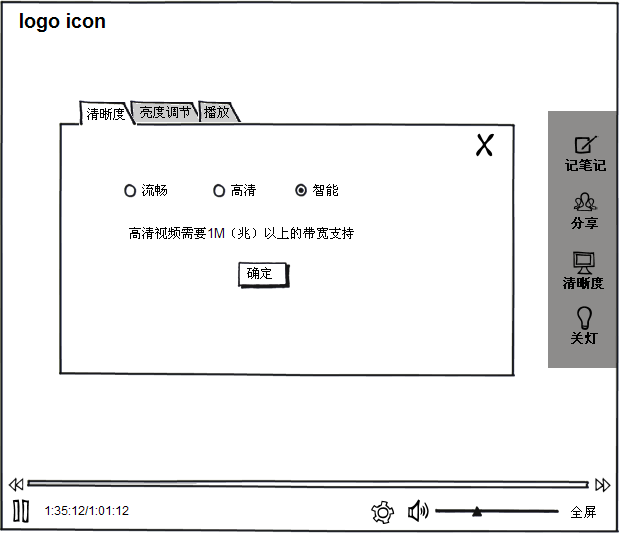 logo icon
清晰度 亮度调节 播放
X
流畅 高清 智能
高清视频需要1M（兆）以上的带宽支持
确定
记笔记
分享
清晰度
关灯
1:35:12/1:01:12
全屏